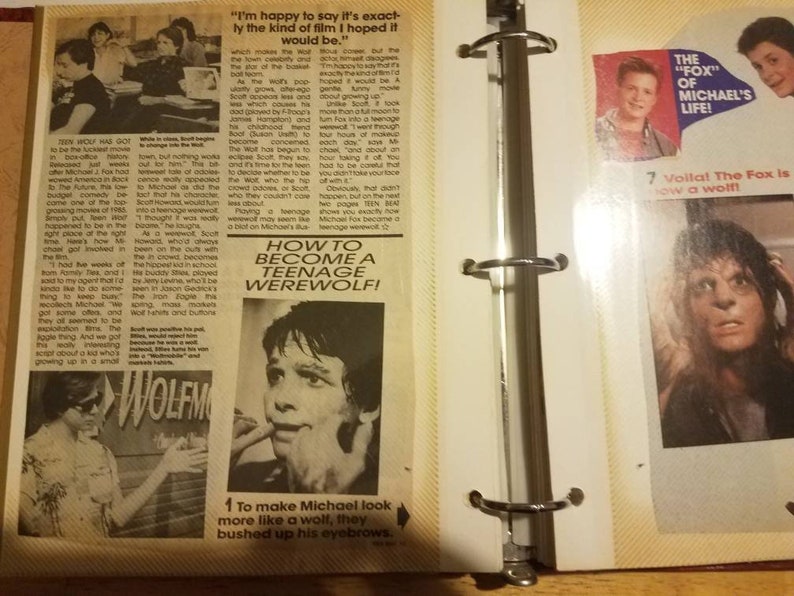 "I'm happy to say it's exact-
ly the kind of film I hoped it
would be."
While in class, Scott begins
to change into the Wolf.
TEEN WOLF HAS GOT
to be the luckiest movie
in box-office history.
Released just weeks
after Michael J. Fox had
wowed America in Back
To The Future, this low-
budget comedy be-
came one of the top-
grossing movies of 1985.
Simply put, Teen Wolf
happened to be in the
right place at the right
time. Here's how Mi-
chael got involved in
the film.
"I had five weeks off
from Family Ties, and I
said to my agent that I'd
kinda like to do some-
thing to keep busy,"
recollects Michael. "We
got some offers, and
they all seemed to be
exploitation films. The
jiggle thing. And we got
this really interesting
script about a kid who's
growing up in a small
town, but nothing works
out for him." This bit-
tersweet tale of adoles-
cence really appealed
to Michael as did the
fact that his character,
Scott Howard, would turn
into a teenage werewolf.
"I thought it was really
bizarre," he laughs.
As a werewolf, Scott
Howard, who'd always
been on the outs with
the in crowd, becomes
the hippest kid in school.
His buddy Stiles, played
by Jerry Levine, who'll be
seen in Jason Gedrick's
The Iron Eagle this
spring, mass markets
Wolf t-shirts and buttons
Scott was positive his pal,
Stiles, would reject him
because he was a wolf.
Instead, Stiles turns his van
into a "Wolfmobile" and
markets t-shirts.
which makes the Wolf
the town celebrity and
the star of the basket-
ball team.
As the Wolf's pop-
ularity grows, alter-ego
Scott appears less and
less which causes his
dad (played by F-Troop's
James Hampton) and
his childhood friend
Boof (Susan Ursitti) to
become concerned.
The Wolf has begun to
eclipse Scott, they say,
and it's time for the teen
to decide whether to be
the Wolf, who the hip
crowd adores, or Scott,
who they couldn't care
less about.
Playing a teenage
werewolf may seem like
a blot on Michael's illus-
trious career, but the
actor, himself, disagrees.
"I'm happy to say that it's
exactly the kind of film I'd
hoped it would be. A
gentle, funny movie
about growing up."
Unlike Scott, it took
more than a full moon to
turn Fox into a teenage
werewolf. "I went through
four hours of makeup
each day," says Mi-
chael, "and about an
hour taking it off. You
had to be careful that
you didn't take your face
off with it."
Obviously, that didn't
happen, but on the next
two pages TEEN BEAT
shows you exactly how
Michael Fox became a
teenage werewolf. ☆
HOW TO
BECOME A
TEENAGE
WEREWOLF!
WOLFMO
1 To make Michael look
more like a wolf, they
bushed up his eyebrows.
THE
"FOX"
OF
MICHAEL'S
LIFE!
7 Voila! The Fox is
now a wolf!